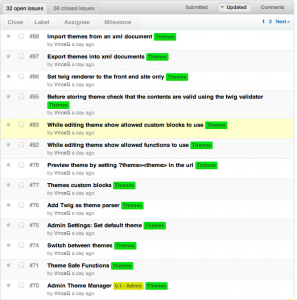 32 open issues 56 closed issues Submitted Updated Comments
Close Label Assignee Milestone 1 2 Next
#88 Import themes from an xml document Themes
by VinceG a day ago
#87 Export themes into xml documents Themes
by VinceG a day ago
#86 Set twig renderer to the front end site only Themes
by VinceG a day ago
#85 Before storing theme check that the contents are valid using the twig validator
Themes
by VinceG a day ago
#83 While editing theme show allowed custom blocks to use Themes
by VinceG a day ago
#82 While editing theme show allowed functions to use Themes
by VinceG a day ago
#78 Preview theme by setting ?themes=<theme> in the url Themes
by VinceG a day ago
#77 Themes custom blocks Themes
by VinceG a day ago
#76 Add Twig as theme parser Themes
by VinceG a day ago
#75 Admin Settings: Set default theme Themes
by VinceG a day ago
#74 Switch between themes Themes
by VinceG a day ago
#71 Theme Safe Functions Themes
by VinceG a day ago
#70 Admin Theme Manager 0.1 - Admin Themes
by VinceG a day ago